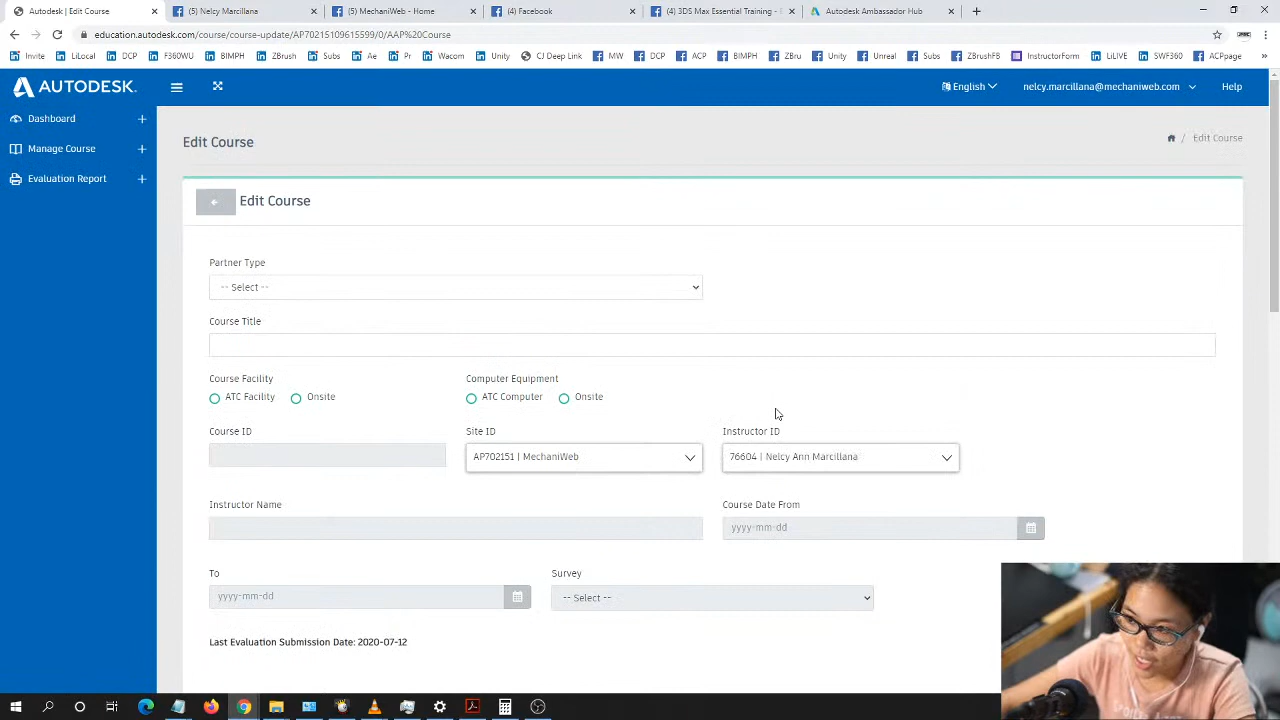 Autodesk - Edit Course
(5) Nelcy Marcillana
(5) MechaniWeb - Home
(4) Facebook
(4) 3DS Max Essential Training -
Autodesk Ambassador Hub
education.autodesk.com/course/course-update/AP70215109615599/0/AAP%20Course
Invite LiLocal DCP F360WU BIMPH ZBrush Subs Ae Pr Wacom Unity CJ Deep Link MW DCP ACP BIMPH ZBru Unity Unreal Subs ZBrushFB InstructorForm LiLIVE SWF360 ACPpage
AUTODESK.
English
nelcy.marcillana@mechaniweb.com
Help
Dashboard
Manage Course
Evaluation Report
Edit Course
/ Edit Course
Edit Course
Partner Type
-- Select --
Course Title
Course Facility Computer Equipment
ATC Facility Onsite ATC Computer Onsite
Course ID Site ID Instructor ID
AP702151 | MechaniWeb 76604 | Nelcy Ann Marcillana
Instructor Name Course Date From
yyyy-mm-dd
To Survey
yyyy-mm-dd -- Select --
Last Evaluation Submission Date: 2020-07-12